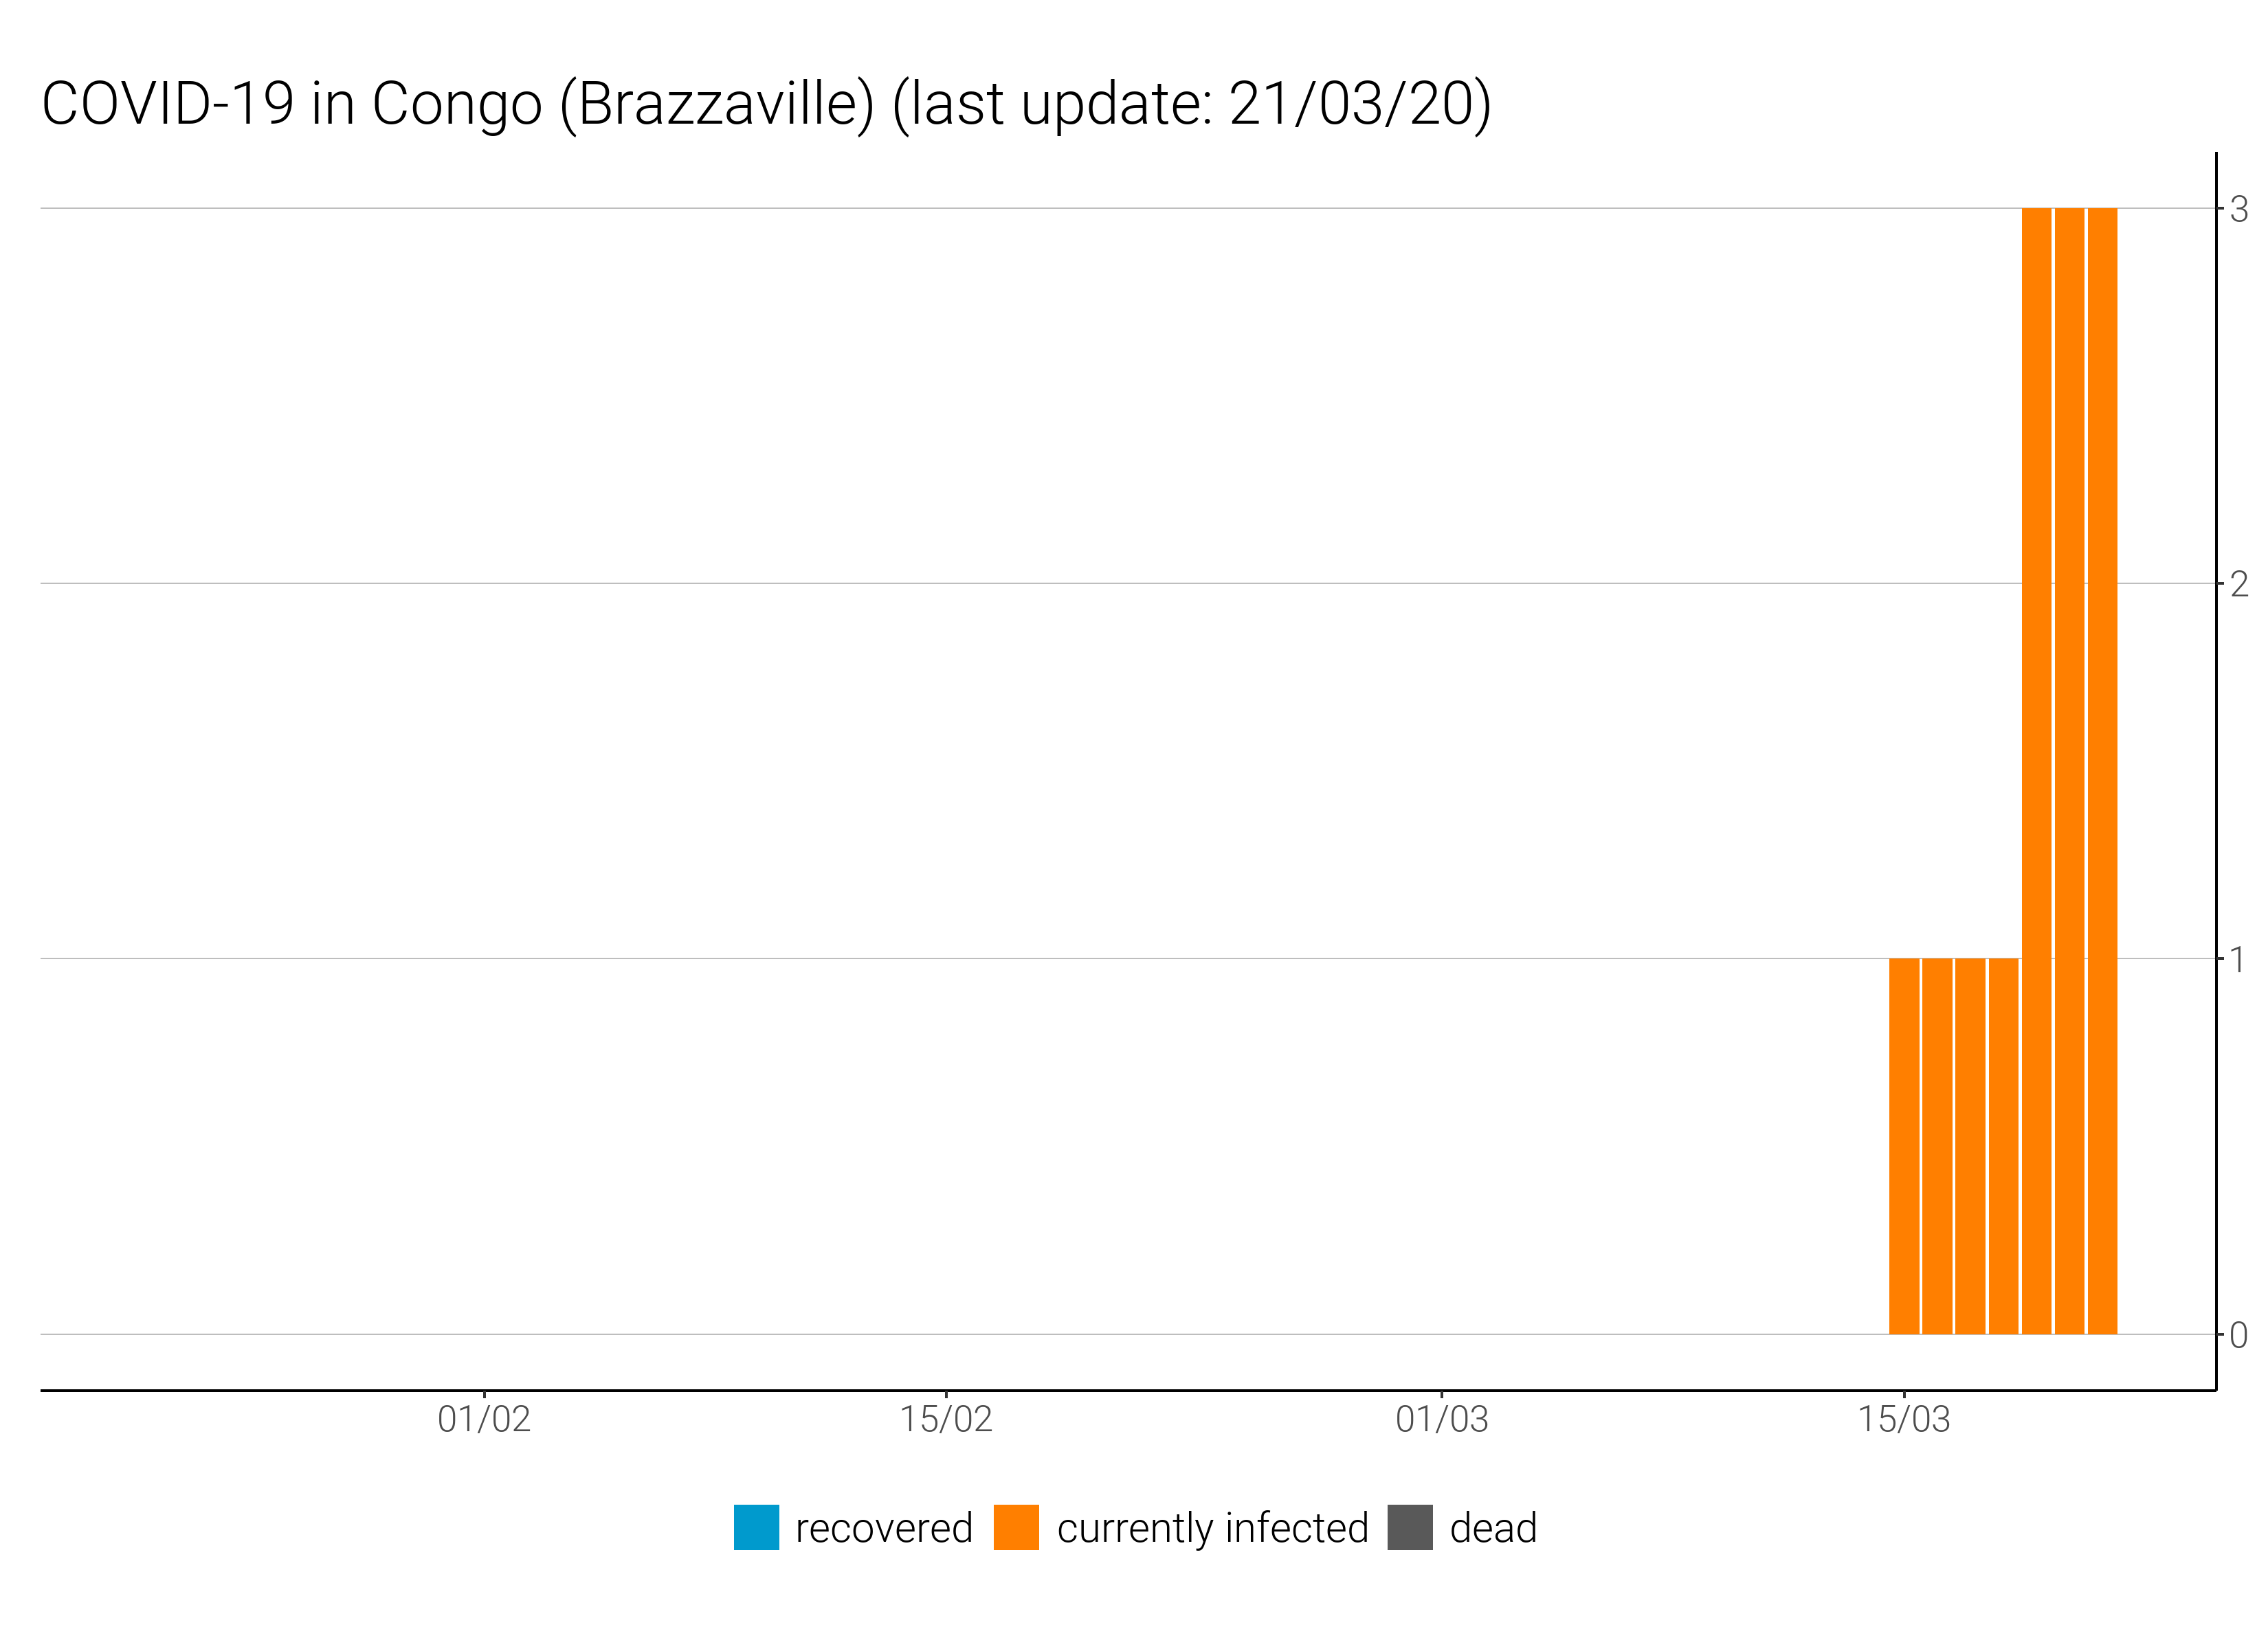 COVID-19 in Congo (Brazzaville) (last update: 21/03/20)
3
2
1
0
01/02 15/02 01/03 15/03
recovered currently infected dead